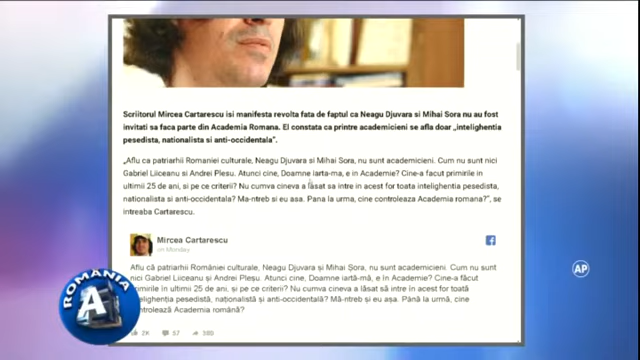 Scriitorul Mircea Cartarescu isi manifesta revolta fata de faptul ca Neagu Djuvara si Mihai Sora nu au fost
invitati sa faca parte din Academia Romana. El constata ca printre academicieni se afla doar „intelighentia
pesedista, nationalista si anti-occidentala”.
„Aflu ca patriarhii Romaniei culturale, Neagu Djuvara si Mihai Sora, nu sunt academicieni. Cum nu sunt nici
Gabriel Liiceanu si Andrei Plesu. Atunci cine, Doamne iarta-ma, e in Academie? Cine-a facut primirile in
ultimii 25 de ani, si pe ce criterii? Nu cumva cineva a lăsat sa intre in acest for toata intelighentia pesedista,
nationalista si anti-occidentala? Ma-ntreb si eu asa. Pana la urma, cine controleaza Academia romana?”, se
intreaba Cartarescu.
Mircea Cartarescu
on Monday
Aflu că patriarhii României culturale, Neagu Djuvara și Mihai Șora, nu sunt academicieni. Cum nu sunt
nici Gabriel Liiceanu și Andrei Pleșu. Atunci cine, Doamne iartă-mă, e în Academie? Cine-a făcut
primirile în ultimii 25 de ani, și pe ce criterii? Nu cumva cineva a lăsat să intre în acest for toată
intelighenția pesedistă, naționalistă și anti-occidentală? Mă-ntreb și eu așa. Până la urmă, cine
controlează Academia română?
2K 57 380
ROMANIA
A
AP